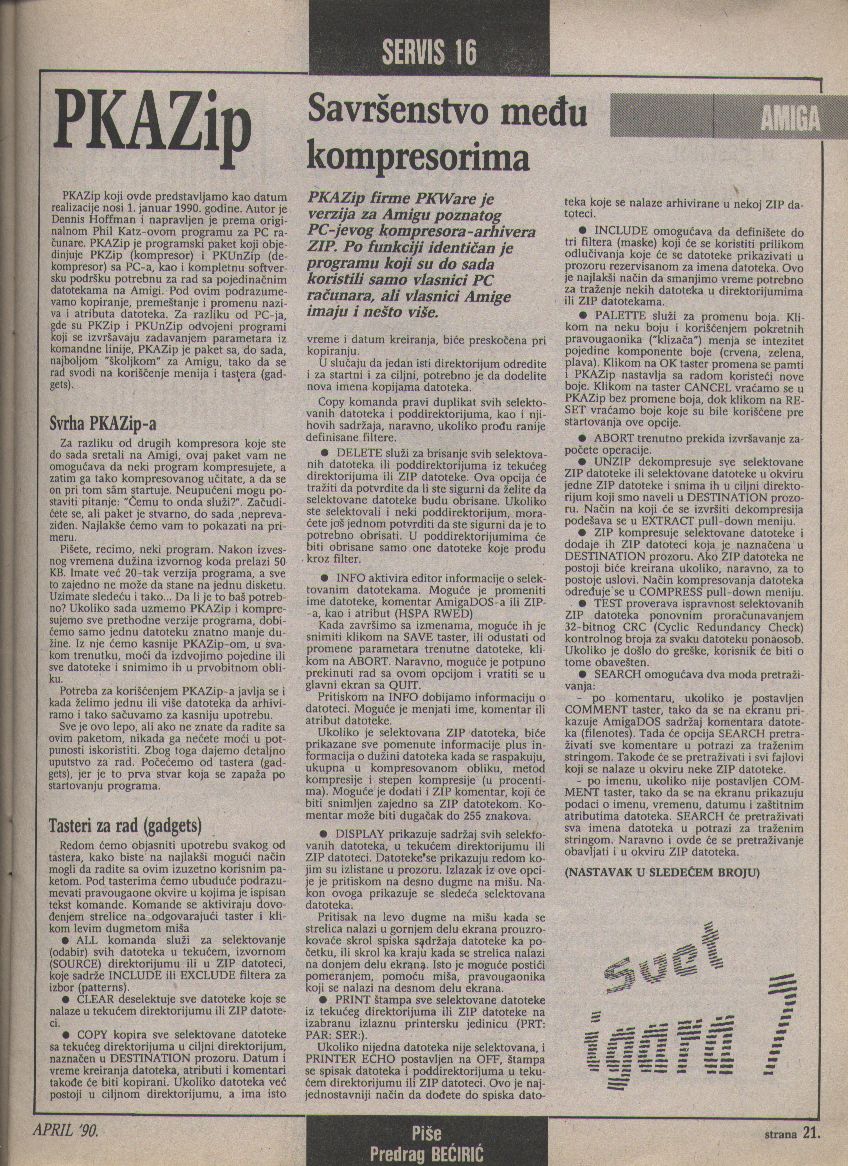 SERVIS 16
PKAZip
Savršenstvo među
kompresorima
AMIGA
PKAZip koji ovde predstavljamo kao datum
realizacije nosi 1. januar 1990. godine. Autor je
Dennis Hoffman i napravljen je prema origi-
nalnom Phil Katz-ovom programu za PC ra-
čunare. PKAZip je programski paket koji obje-
dinjuje PKZip (kompresor) i PKUnZip (de-
kompresor) sa PC-a, kao i kompletnu softver-
sku podršku potrebnu za rad sa pojedinačnim
datotekama na Amigi. Pod ovim podrazume-
vamo kopiranje, premeštanje i promenu nazi-
va i atributa datoteka. Za razliku od PC-ja,
gde su PKZip i PKUnZip odvojeni programi
koji se izvršavaju zadavanjem parametara iz
komandne linije, PKAZip je paket sa, do sada,
najboljom "školjkom" za Amigu, tako da se
rad svodi na koriščenje menija i tastera (gad-
gets).
Svrha PKAZip-a
Za razliku od drugih kompresora koje ste
do sada sretali na Amigi, ovaj paket vam ne
omogućava da neki program kompresujete, a
zatim ga tako kompresovanog učitate, a da se
on pri tom sâm startuje. Neupućeni mogu po-
staviti pitanje: "Čemu to onda služi?". Začudi-
ćete se, ali paket je stvarno, do sada ,nepreva-
ziđen. Najlakše ćemo vam to pokazati na pri-
meru.
Pišete, recimo, neki program. Nakon izves-
nog vremena dužina izvornog koda prelazi 50
KB. Imate već 20-tak verzija programa, a sve
to zajedno ne može da stane na jednu disketu.
Uzimate sledeću i tako... Da li je to baš potreb-
no? Ukoliko sada uzmemo PKAZip i kompre-
sujemo sve prethodne verzije programa, dobi-
ćemo samo jednu datoteku znatno manje du-
žine. Iz nje ćemo kasnije PKAZip-om, u sva-
kom trenutku, moći da izdvojimo pojedine ili
sve datoteke i snimimo ih u prvobitnom obli-
ku.
Potreba za koriščenjem PKAZip-a javlja se i
kada želimo jednu ili više datoteka da arhivi-
ramo i tako sačuvamo za kasniju upotrebu.
Sve je ovo lepo, ali ako ne znate da radite sa
ovim paketom, nikada ga nećete moći u pot-
punosti iskoristiti. Zbog toga dajemo detaljno
uputstvo za rad. Počećemo od tastera (gad-
gets), jer je to prva stvar koja se zapaža po
startovanju programa.
Tasteri za rad (gadgets)
Redom ćemo objasniti upotrebu svakog od
tastera, kako biste na najlakši mogući način
mogli da radite sa ovim izuzetno korisnim pa-
ketom. Pod tasterima ćemo ubuduće podrazu-
mevati pravougaone okvire u kojima je ispisan
tekst komande. Komande se aktiviraju dovo-
đenjem strelice na odgovarajući taster i kli-
kom levim dugmetom miša
● ALL komanda služi za selektovanje
(odabir) svih datoteka u tekućem, izvornom
(SOURCE) direktorijumu ili u ZIP datoteci,
koje sadrže INCLUDE ili EXCLUDE filtera za
izbor (patterns).
● CLEAR deselektuje sve datoteke koje se
nalaze u tekućem direktorijumu ili ZIP datote-
ci.
● COPY kopira sve selektovane datoteke
sa tekućeg direktorijuma u ciljni direktorijum,
naznačen u DESTINATION prozoru. Datum i
vreme kreiranja datoteka, atributi i komentari
takođe će biti kopirani. Ukoliko datoteka već
postoji u ciljnom direktorijumu, a ima isto
PKAZip firme PKWare je
verzija za Amigu poznatog
PC-jevog kompresora-arhivera
ZIP. Po funkciji identičan je
programu koji su do sada
koristili samo vlasnici PC
računara, ali vlasnici Amige
imaju i nešto više.
vreme i datum kreiranja, biće preskočena pri
kopiranju.
U slučaju da jedan isti direktorijum odredite
i za startni i za ciljni, potrebno je da dodelite
nova imena kopijama datoteka.
Copy komanda pravi duplikat svih selekto-
vanih datoteka i poddirektorijuma, kao i nji-
hovih sadržaja, naravno, ukoliko prođu ranije
definisane filtere.
● DELETE služi za brisanje svih selektova-
nih datoteka ili poddirektorijuma iz tekućeg
direktorijuma ili ZIP datoteke. Ova opcija će
tražiti da potvrdite da li ste sigurni da želite da
selektovane datoteke budu obrisane. Ukoliko
ste selektovali i neki poddirektorijum, mora-
ćete još jednom potvrditi da ste sigurni da je to
potrebno obrisati. U poddirektorijumima će
biti obrisane samo one datoteke koje prođu
kroz filter.
● INFO aktivira editor informacije o selek-
tovanim datotekama. Moguće je promeniti
ime datoteke, komentar AmigaDOS-a ili ZIP-
-a, kao i atribut (HSPA RWED)
Kada završimo sa izmenama, moguće ih je
snimiti klikom na SAVE taster, ili odustati od
promene parametara trenutne datoteke, kli-
kom na ABORT. Naravno, moguće je potpuno
prekinuti rad sa ovom opcijom i vratiti se u
glavni ekran sa QUIT.
Pritiskom na INFO dobijamo informaciju o
datoteci. Moguće je menjati ime, komentar ili
atribut datoteke.
Ukoliko je selektovana ZIP datoteka, biće
prikazane sve pomenute informacije plus in-
formacija o dužini datoteka kada se raspakuju,
ukupna u kompresovanom obliku, metod
kompresije i stepen kompresije (u procenti-
ma). Moguće je dodati i ZIP komentar, koji će
biti snimljen zajedno sa ZIP datotekom. Ko-
mentar može biti dugačak do 255 znakova.
● DISPLAY prikazuje sadržaj svih selekto-
vanih datoteka, u tekućem direktorijumu ili
ZIP datoteci. Datoteke se prikazuju redom ko-
jim su izlistane u prozoru. Izlazak iz ove opci-
je je pritiskom na desno dugme na mišu. Na-
kon ovoga prikazuje se sledeća selektovana
datoteka.
Pritisak na levo dugme na mišu kada se
strelica nalazi u gornjem delu ekrana prouzro-
kovaće skrol spiska sadržaja datoteke ka po-
četku, ili skrol ka kraju kada se strelica nalazi
na donjem delu ekrana. Isto je moguće postići
pomeranjem, pomoću miša, pravougaonika
koji se nalazi na desnom delu ekrana.
● PRINT štampa sve selektovane datoteke
iz tekućeg direktorijuma ili ZIP datoteke na
izabranu izlaznu printersku jedinicu (PRT:
PAR: SER:).
Ukoliko nijedna datoteka nije selektovana, i
PRINTER ECHO postavljen na OFF, štampa
se spisak datoteka i poddirektorijuma u teku-
ćem direktorijumu ili ZIP datoteci. Ovo je naj-
jednostavniji način da dođete do spiska dato-
teka koje se nalaze arhivirane u nekoj ZIP da-
toteci.
● INCLUDE omogućava da definišete do
tri filtera (maske) koji će se koristiti prilikom
odlučivanja koje će se datoteke prikazivati u
prozoru rezervisanom za imena datoteka. Ovo
je najlakši način da smanjimo vreme potrebno
za traženje nekih datoteka u direktorijumima
ili ZIP datotekama.
● PALETTE služi za promenu boja. Kli-
kom na neku boju i koriščenjem pokretnih
pravougaonika ("klizača") menja se intezitet
pojedine komponente boje (crvena, zelena,
plava). Klikom na OK taster promena se pamti
i PKAZip nastavlja sa radom koristeći nove
boje. Klikom na taster CANCEL vraćamo se u
PKAZip bez promene boja, dok klikom na RE-
SET vraćamo boje koje su bile koriščene pre
startovanja ove opcije.
● ABORT trenutno prekida izvršavanje za-
počete operacije.
● UNZIP dekompresuje sve selektovane
ZIP datoteke ili selektovane datoteke u okviru
jedne ZIP datoteke i snima ih u ciljni direkto-
rijum koji smo naveli u DESTINATION prozo-
ru. Način na koji će se izvršiti dekompresija
podešava se u EXTRACT pull-down meniju.
● ZIP kompresuje selektovane datoteke i
dodaje ih ZIP datoteci koja je naznačena u
DESTINATION prozoru. Ako ZIP datoteka ne
postoji biće kreirana ukoliko, naravno, za to
postoje uslovi. Način kompresovanja datoteka
određuje se u COMPRESS pull-down meniju.
● TEST proverava ispravnost selektovanih
ZIP datoteka ponovnim proračunavanjem
32-bitnog CRC (Cyclic Redundancy Check)
kontrolnog broja za svaku datoteku ponaosob.
Ukoliko je došlo do greške, korisnik će biti o
tome obavešten.
● SEARCH omogućava dva moda pretraži-
vanja:
- po komentaru, ukoliko je postavljen
COMMENT taster, tako da se na ekranu pri-
kazuje AmigaDOS sadržaj komentara datote-
ka (filenotes). Tada će opcija SEARCH pretra-
živati sve komentare u potrazi za traženim
stringom. Takođe će se pretraživati i svi fajlovi
koji se nalaze u okviru neke ZIP datoteke.
- po imenu, ukoliko nije postavljen COM-
MENT taster, tako da se na ekranu prikazuju
podaci o imenu, vremenu, datumu i zaštitnim
atributima datoteka. SEARCH će pretraživati
sva imena datoteka u potrazi za traženim
stringom. Naravno i ovde će se pretraživanje
obavljati i u okviru ZIP datoteka.
(NASTAVAK U SLEDEĆEM BROJU)
svet
igara 7
APRIL '90.
Piše
Predrag BEĆIRIĆ
strana 21.